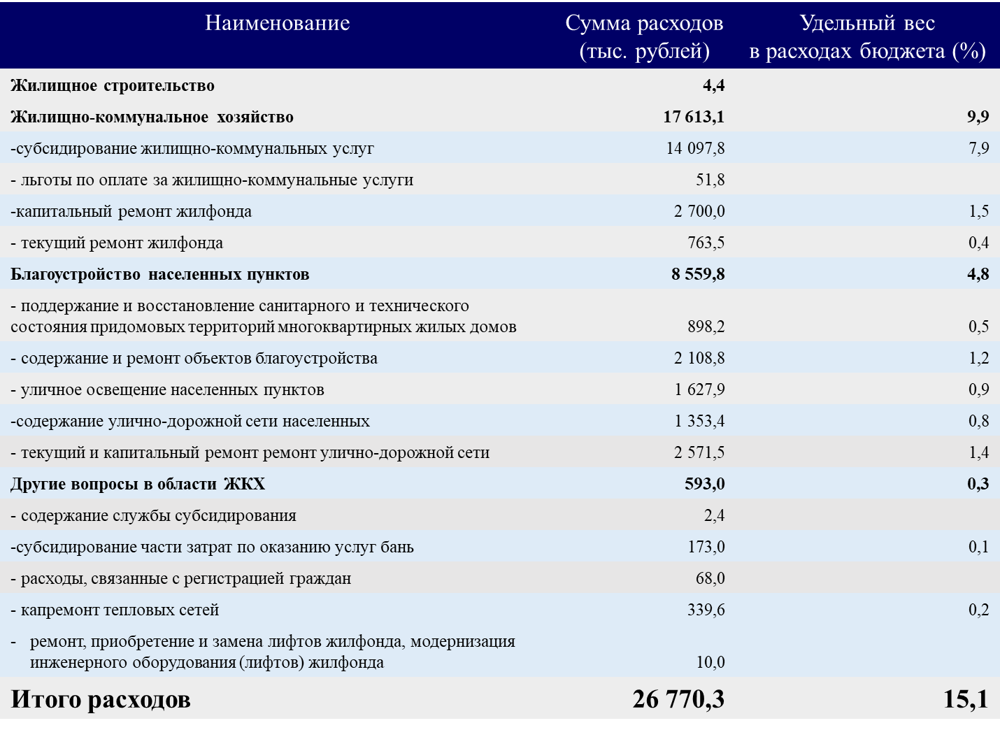 Наименование Сумма расходов Удельный вес
(тыс. рублей) в расходах бюджета (%)
Жилищное строительство 4,4
Жилищно-коммунальное хозяйство 17 613,1 9,9
-субсидирование жилищно-коммунальных услуг 14 097,8 7,9
- льготы по оплате за жилищно-коммунальные услуги 51,8
-капитальный ремонт жилфонда 2 700,0 1,5
- текущий ремонт жилфонда 763,5 0,4
Благоустройство населенных пунктов 8 559,8 4,8
- поддержание и восстановление санитарного и технического
состояния придомовых территорий многоквартирных жилых домов 898,2 0,5
- содержание и ремонт объектов благоустройства 2 108,8 1,2
- уличное освещение населенных пунктов 1 627,9 0,9
-содержание улично-дорожной сети населенных 1 353,4 0,8
- текущий и капитальный ремонт ремонт улично-дорожной сети 2 571,5 1,4
Другие вопросы в области ЖКХ 593,0 0,3
- содержание службы субсидирования 2,4
-субсидирование части затрат по оказанию услуг бань 173,0 0,1
- расходы, связанные с регистрацией граждан 68,0
- капремонт тепловых сетей 339,6 0,2
- ремонт, приобретение и замена лифтов жилфонда, модернизация
инженерного оборудования (лифтов) жилфонда 10,0
Итого расходов 26 770,3 15,1